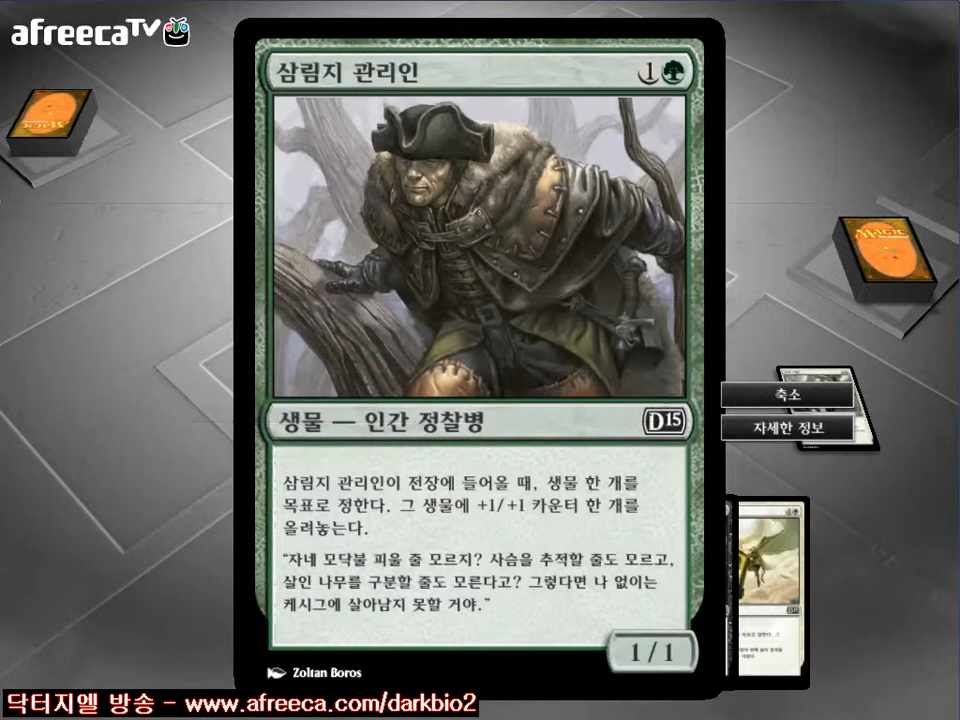 afreecaTV
삼림지 관리인
1
MAGIC
MAGIC
생물 — 인간 정찰병
D15
축소
자세한 정보
삼림지 관리인이 전장에 들어올 때, 생물 한 개를
목표로 정한다. 그 생물에 +1/+1 카운터 한 개를
올려놓는다.
“자네 모닥불 피울 줄 모르지? 사슴을 추적할 줄도 모르고,
살인 나무를 구분할 줄도 모른다고? 그렇다면 나 없이는
케시그에 살아남지 못할 거야.”
1/1
Zoltan Boros
닥터지엘 방송 - www.afreeca.com/darkbio2